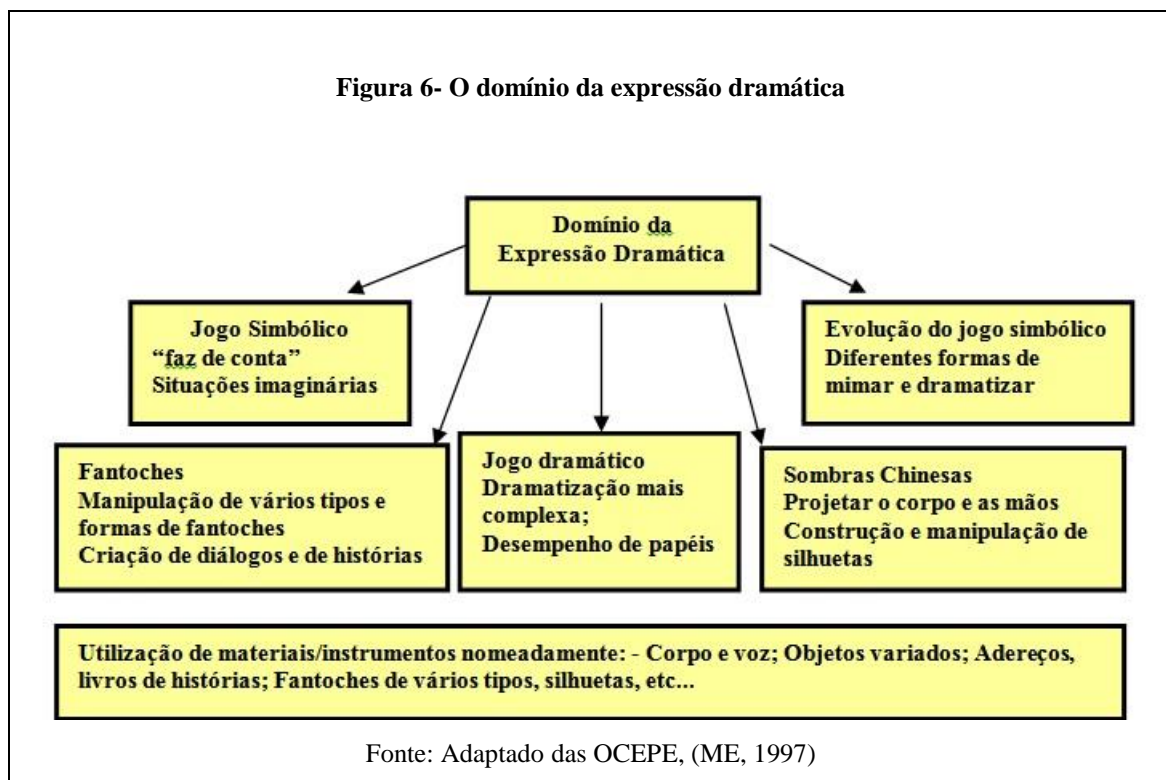 Figura 6- O domínio da expressão dramática
Domínio da
Expressão Dramática
Jogo Simbólico
“faz de conta”
Situações imaginárias
Evolução do jogo simbólico
Diferentes formas de
mimar e dramatizar
Fantoches
Manipulação de vários tipos e
formas de fantoches
Criação de diálogos e de histórias
Jogo dramático
Dramatização mais
complexa;
Desempenho de papéis
Sombras Chinesas
Projetar o corpo e as mãos
Construção e manipulação de
silhuetas
Utilização de materiais/instrumentos nomeadamente: - Corpo e voz; Objetos variados; Adereços,
livros de histórias; Fantoches de vários tipos, silhuetas, etc...
Fonte: Adaptado das OCEPE, (ME, 1997)